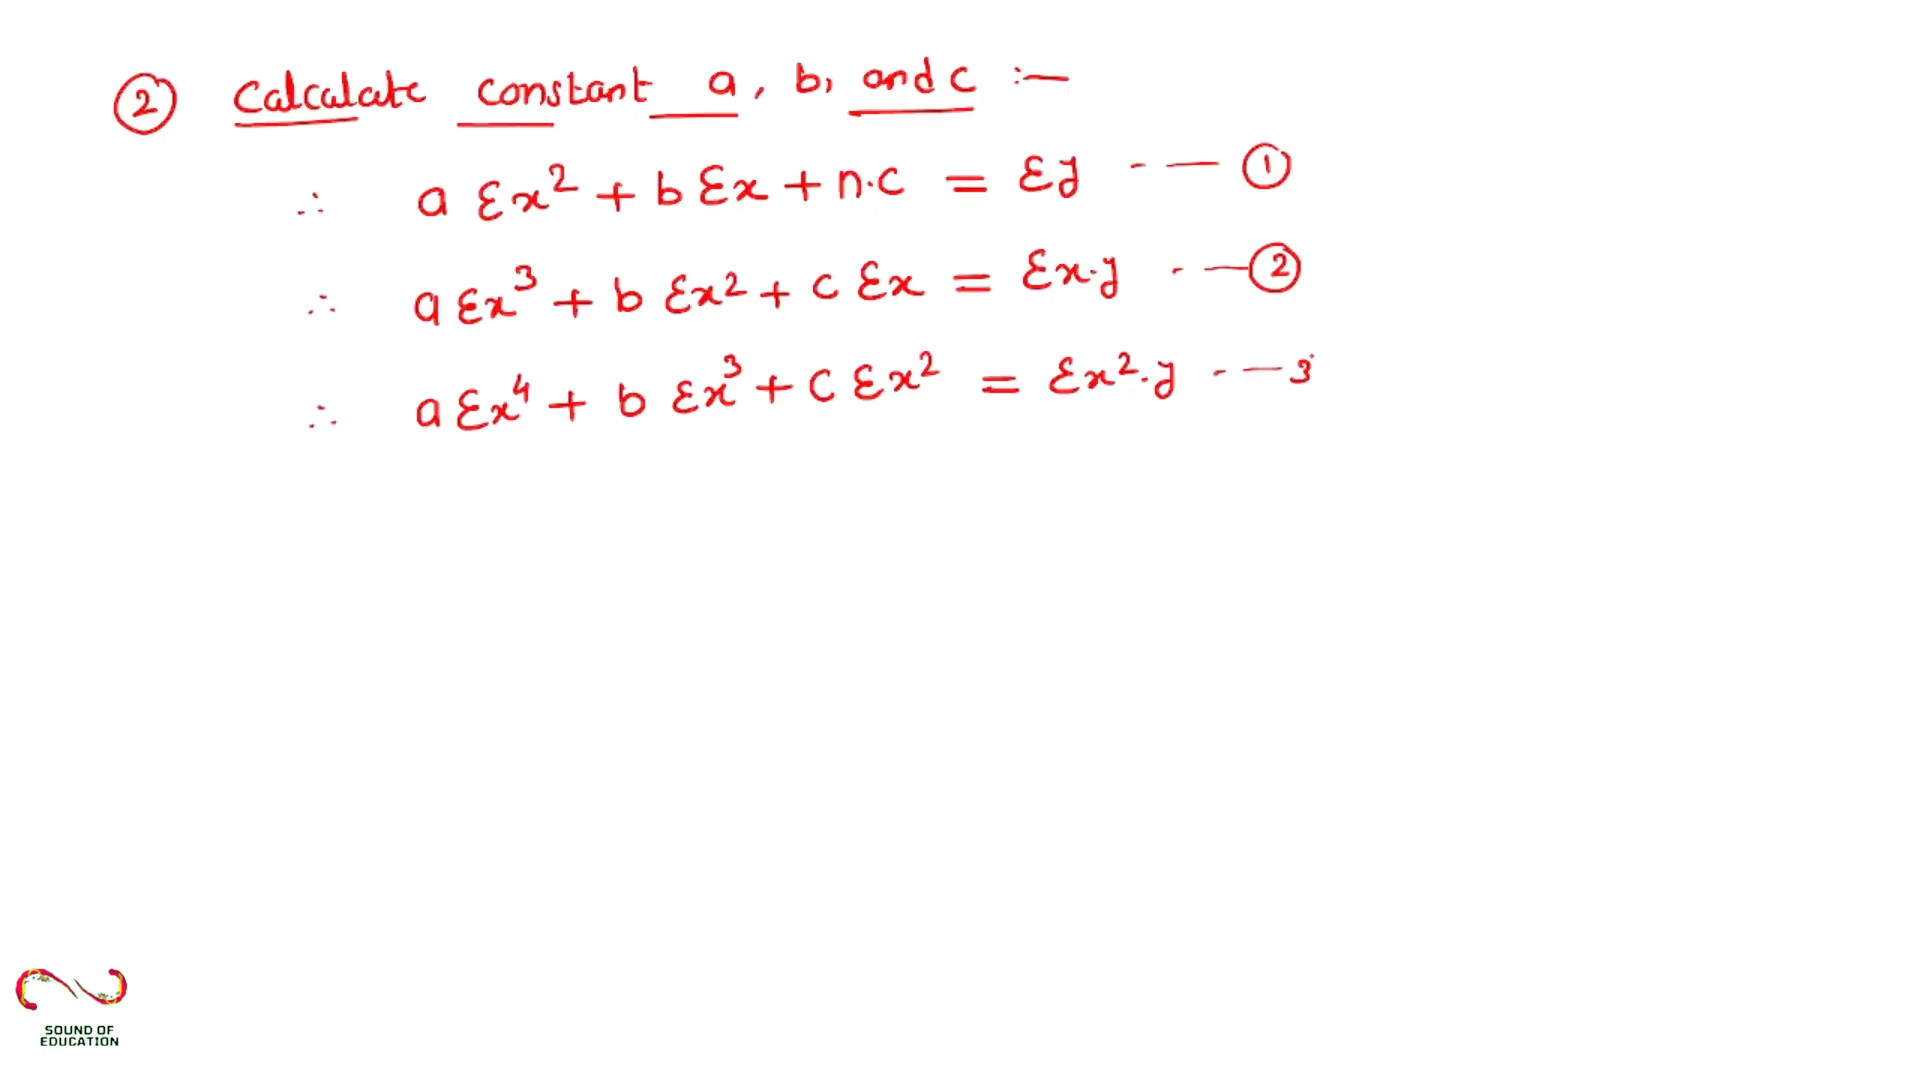 ② Calculate constant a, b, and c :—
∴ a Σx² + b Σx + n.c = Σy -— ①
∴ a Σx³ + b Σx² + c Σx = Σx.y -— ②
∴ a Σx⁴ + b Σx³ + c Σx² = Σx².y -— 3
SOUND OF
EDUCATION